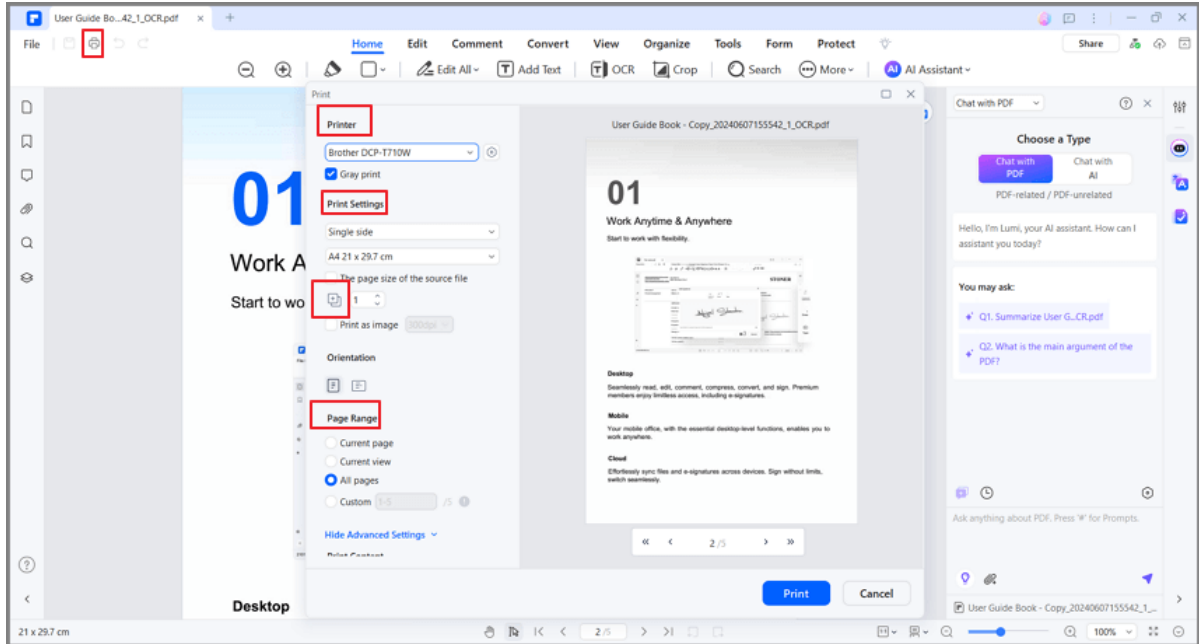 User Guide Bo...42_1_OCR.pdf
File
Home Edit Comment Convert View Organize Tools Form Protect
Share
Edit All
Add Text
OCR
Crop
Search
More
AI Assistant
01
Work A
Start to wo
Desktop
Print
Printer
Brother DCP-T710W
Gray print
Print Settings
Single side
A4 21 x 29.7 cm
The page size of the source file
1
Print as image 300dpi
Orientation
Page Range
Current page
Current view
All pages
Custom 1-5 /5
Hide Advanced Settings
Print Content
User Guide Book - Copy_20240607155542_1_OCR.pdf
01
Work Anytime & Anywhere
Start to work with flexibility.
Desktop
Seamlessly read, edit, comment, compress, convert, and sign. Premium
members enjoy limitless access, including e-signatures.
Mobile
Your mobile office, with the essential desktop-level functions, enables you to
work anywhere.
Cloud
Effortlessly sync files and e-signatures across devices. Sign without limits,
switch seamlessly.
2 /5
Print
Cancel
Chat with PDF
Choose a Type
Chat with
PDF
Chat with
AI
PDF-related / PDF-unrelated
Hello, I'm Lumi, your AI assistant. How can I
assistant you today?
You may ask:
Q1. Summarize User G...CR.pdf
Q2. What is the main argument of the
PDF?
Ask anything about PDF. Press '#' for Prompts.
User Guide Book - Copy_20240607155542_1_...
21 x 29.7 cm
2 /5
100%